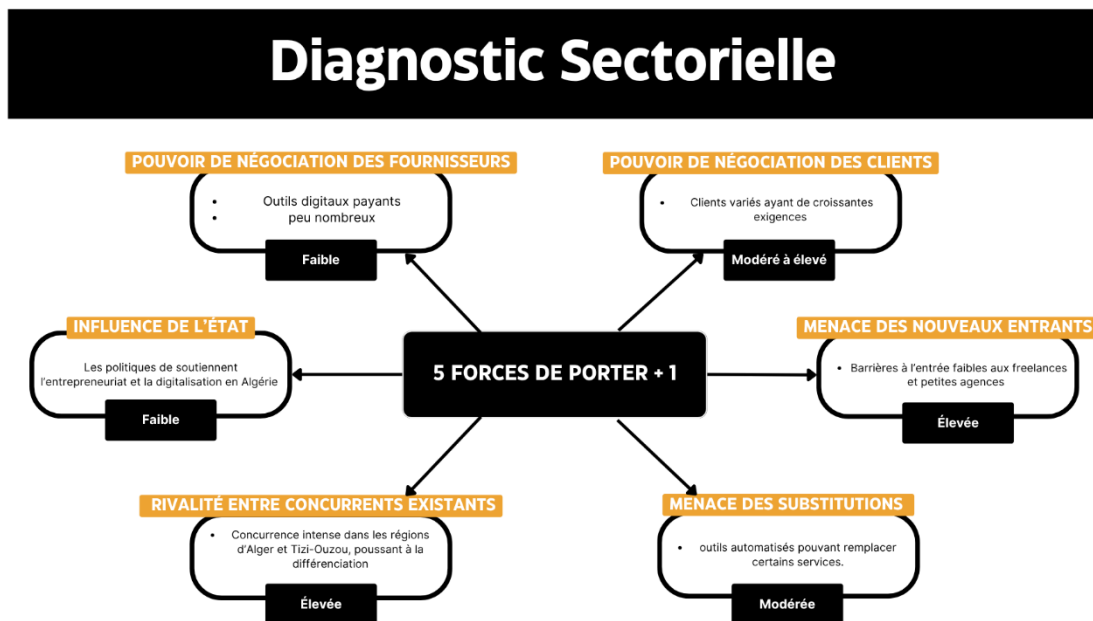 Diagnostic Sectorielle
POUVOIR DE NÉGOCIATION DES FOURNISSEURS
• Outils digitaux payants
• peu nombreux
Faible
POUVOIR DE NÉGOCIATION DES CLIENTS
• Clients variés ayant de croissantes
exigences
Modéré à élevé
INFLUENCE DE L'ÉTAT
Les politiques de soutiennent
l'entrepreneuriat et la digitalisation en Algérie
Faible
5 FORCES DE PORTER + 1
MENACE DES NOUVEAUX ENTRANTS
• Barrières à l'entrée faibles aux freelances
et petites agences
Élevée
RIVALITÉ ENTRE CONCURRENTS EXISTANTS
• Concurrence intense dans les régions
d'Alger et Tizi-Ouzou, poussant à la
différenciation
Élevée
MENACE DES SUBSTITUTIONS
• outils automatisés pouvant remplacer
certains services.
Modérée